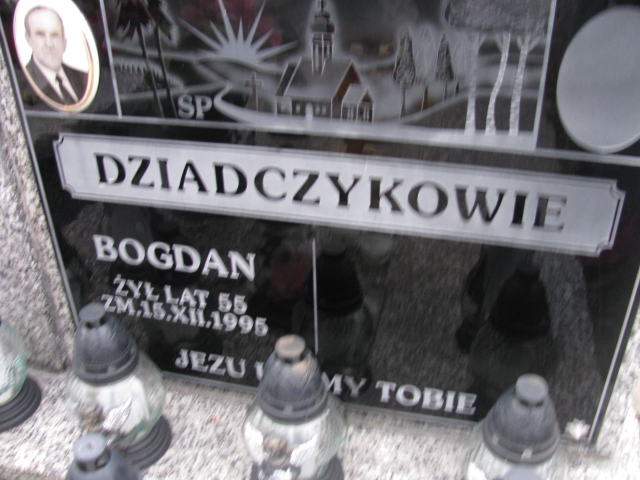 SP
DZIADCZYKOWIE
BOGDAN
ŻYŁ LAT 55
ZM.15.XII.1995
JEZU MY TOBIE